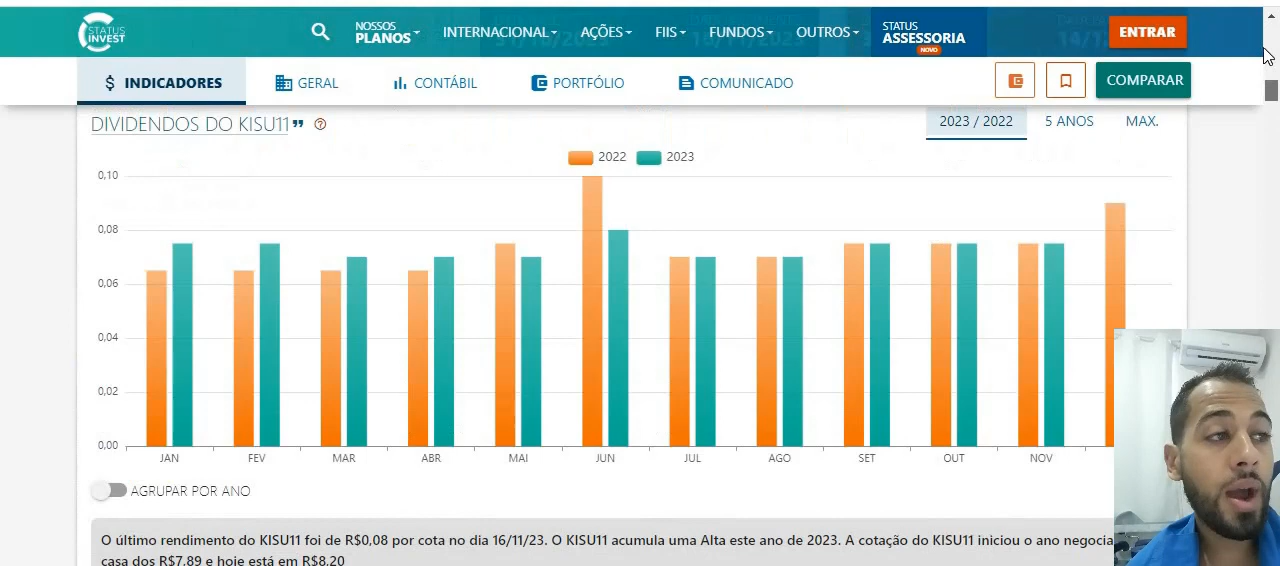 STATUS
INVEST
NOSSOS
PLANOS
INTERNACIONAL
AÇÕES
FIIS
FUNDOS
OUTROS
STATUS
ASSESSORIA
NOVO
ENTRAR
$ INDICADORES
GERAL
CONTÁBIL
PORTFÓLIO
COMUNICADO
COMPARAR
DIVIDENDOS DO KISU11
2023 / 2022
5 ANOS
MAX.
2022
2023
0,10
0,08
0,06
0,04
0,02
0,00
JAN FEV MAR ABR MAI JUN JUL AGO SET OUT NOV
AGRUPAR POR ANO
O último rendimento do KISU11 foi de R$0,08 por cota no dia 16/11/23. O KISU11 acumula uma Alta este ano de 2023. A cotação do KISU11 iniciou o ano negocia
casa dos R$7,89 e hoje está em R$8,20